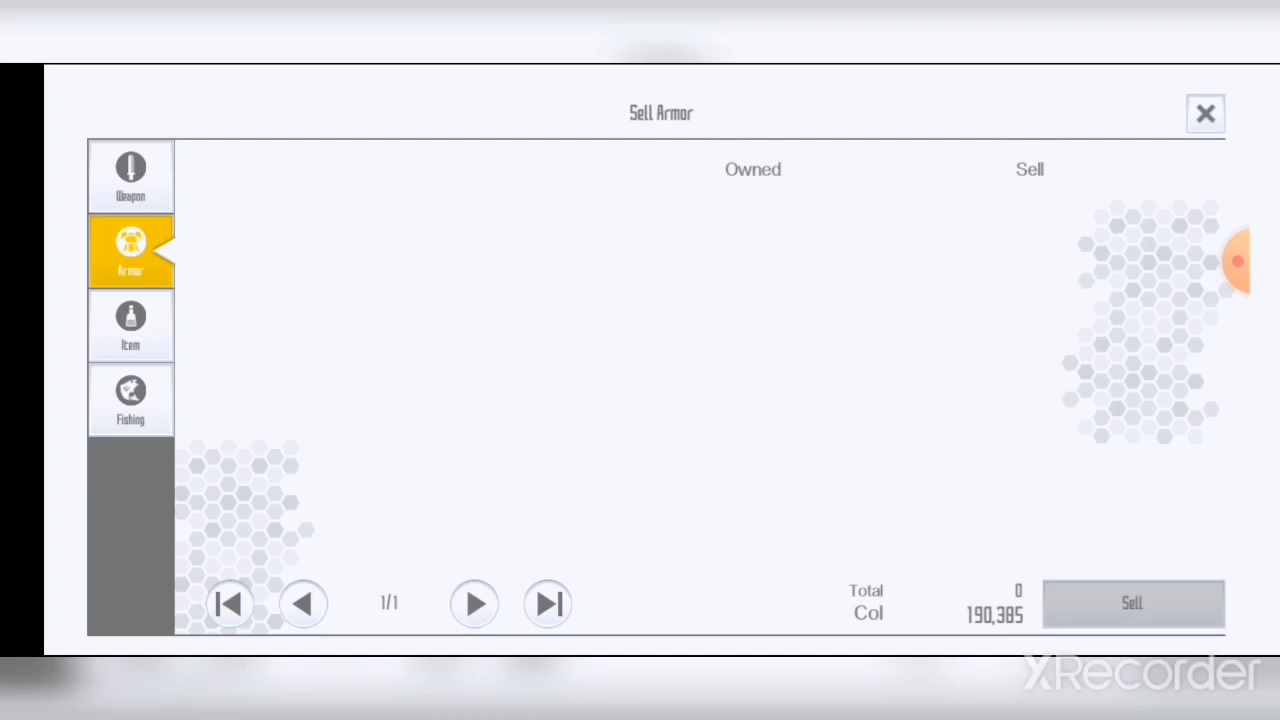 Sell Armor
Weapon
Armor
Item
Fishing
Owned Sell
1/1
Total 0
Col 190,385
Sell
XRecorder